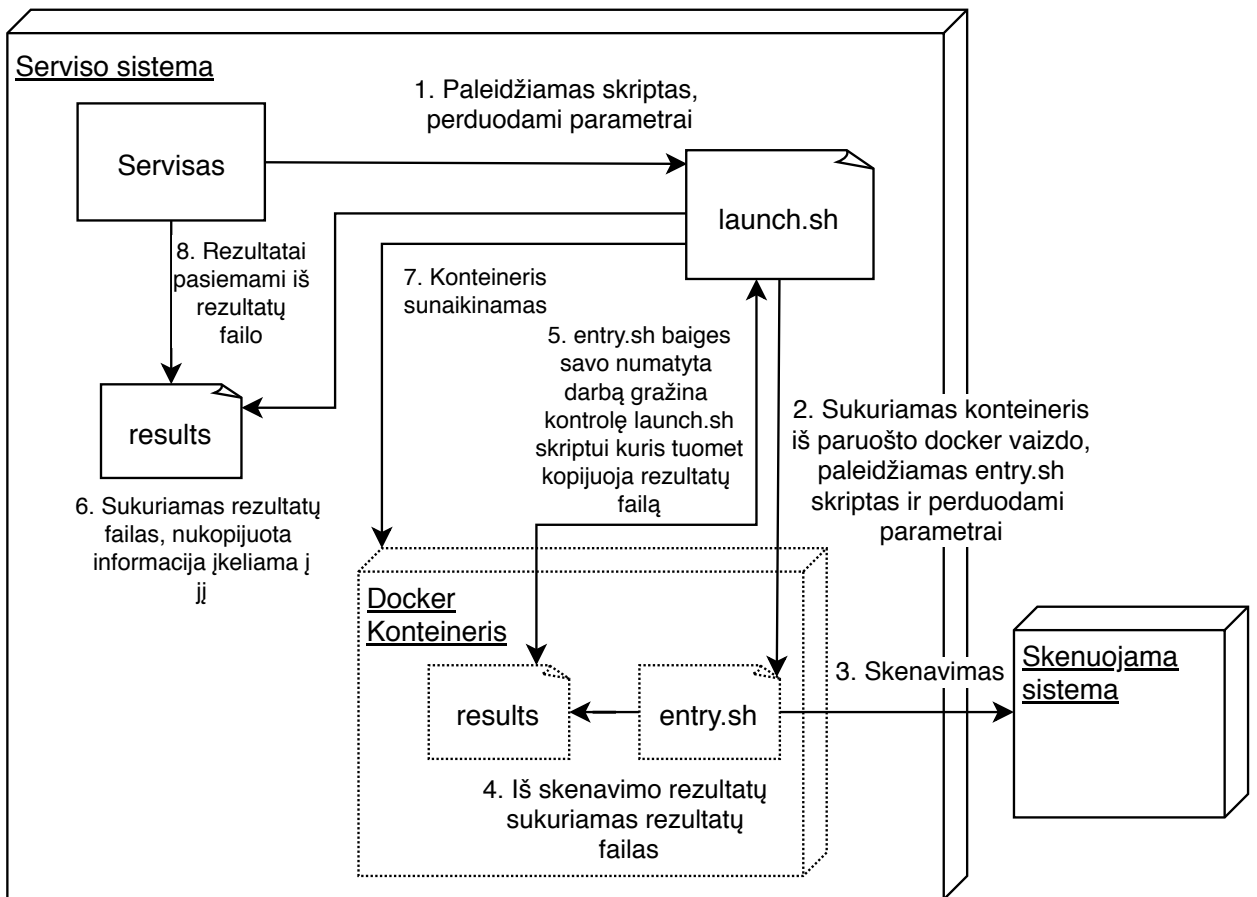 Serviso sistema
1. Paleidžiamas skriptas,
perduodami parametrai
Servisas
launch.sh
8. Rezultatai
pasiemami iš
rezultatų
failo
7. Konteineris
sunaikinamas
5. entry.sh baiges
savo numatyta
darbą gražina
kontrolę launch.sh
skriptui kuris tuomet
kopijuoja rezultatų
failą
2. Sukuriamas konteineris
iš paruošto docker vaizdo,
paleidžiamas entry.sh
skriptas ir perduodami
parametrai
results
6. Sukuriamas rezultatų
failas, nukopijuota
informacija įkeliama į
jį
Docker
Konteineris
results
entry.sh
3. Skenavimas
Skenuojama
sistema
4. Iš skenavimo rezultatų
sukuriamas rezultatų
failas